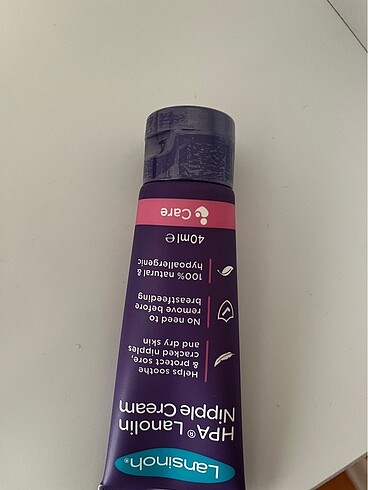 Lansinoh®
HPA® Lanolin
Nipple Cream
Helps soothe
& protect sore,
cracked nipples
and dry skin
No need to
remove before
breastfeeding
100% natural &
hypoallergenic
40ml e
Care